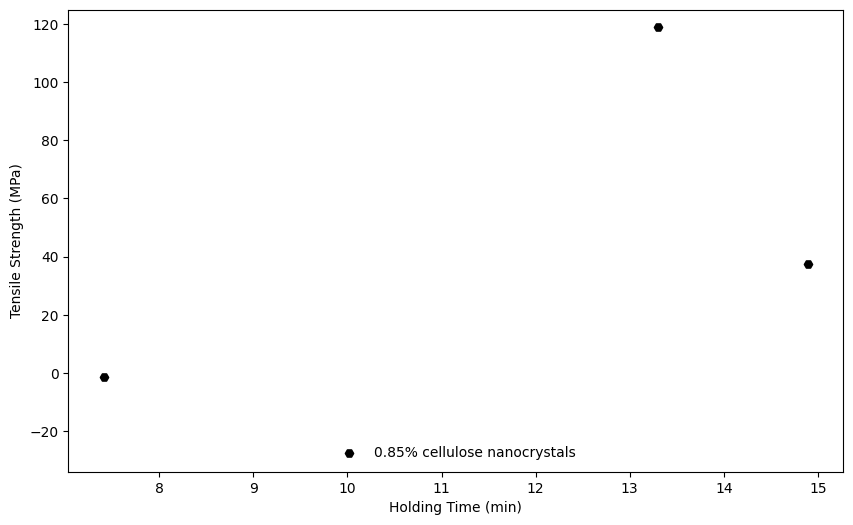 120
100
80
60
40
20
0
−20
Tensile Strength (MPa)
0.85% cellulose nanocrystals
8 9 10 11 12 13 14 15
Holding Time (min)